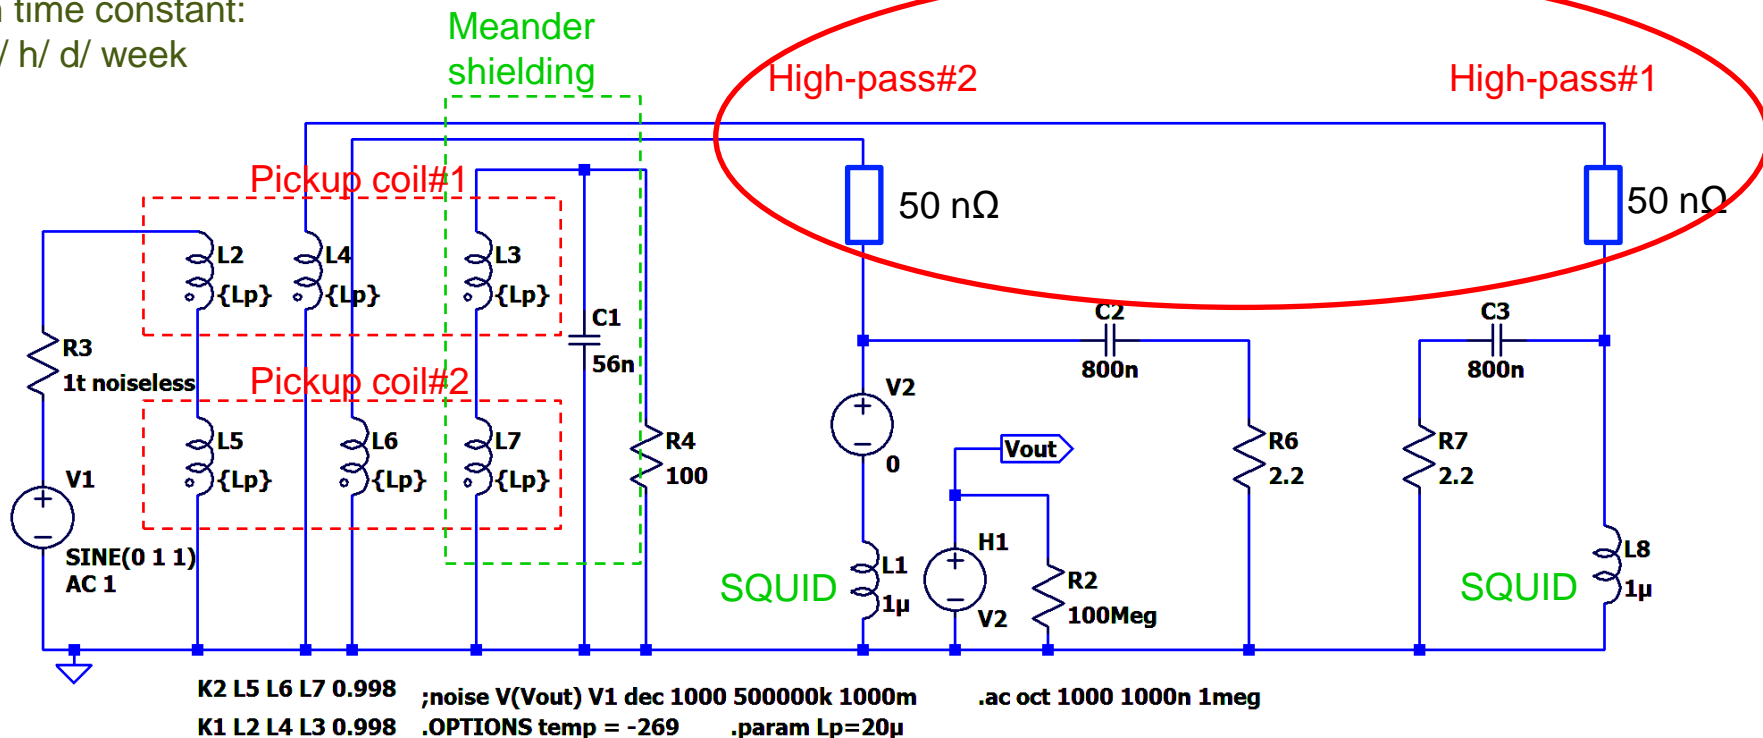 time constant:
/ h/ d/ week
Meander
shielding
High-pass#2
High-pass#1
Pickup coil#1
50 nΩ
50 nΩ
L2
{Lp}
L4
{Lp}
L3
{Lp}
C1
56n
C2
800n
C3
800n
R3
1t noiseless
Pickup coil#2
V2
0
L5
{Lp}
L6
{Lp}
L7
{Lp}
R4
100
Vout
R6
2.2
R7
2.2
V1
SINE(0 1 1)
AC 1
SQUID
L1
1µ
H1
V2
R2
100Meg
SQUID
L8
1µ
K2 L5 L6 L7 0.998
;noise V(Vout) V1 dec 1000 500000k 1000m
.ac oct 1000 1000n 1meg
K1 L2 L4 L3 0.998
.OPTIONS temp = -269
.param Lp=20µ